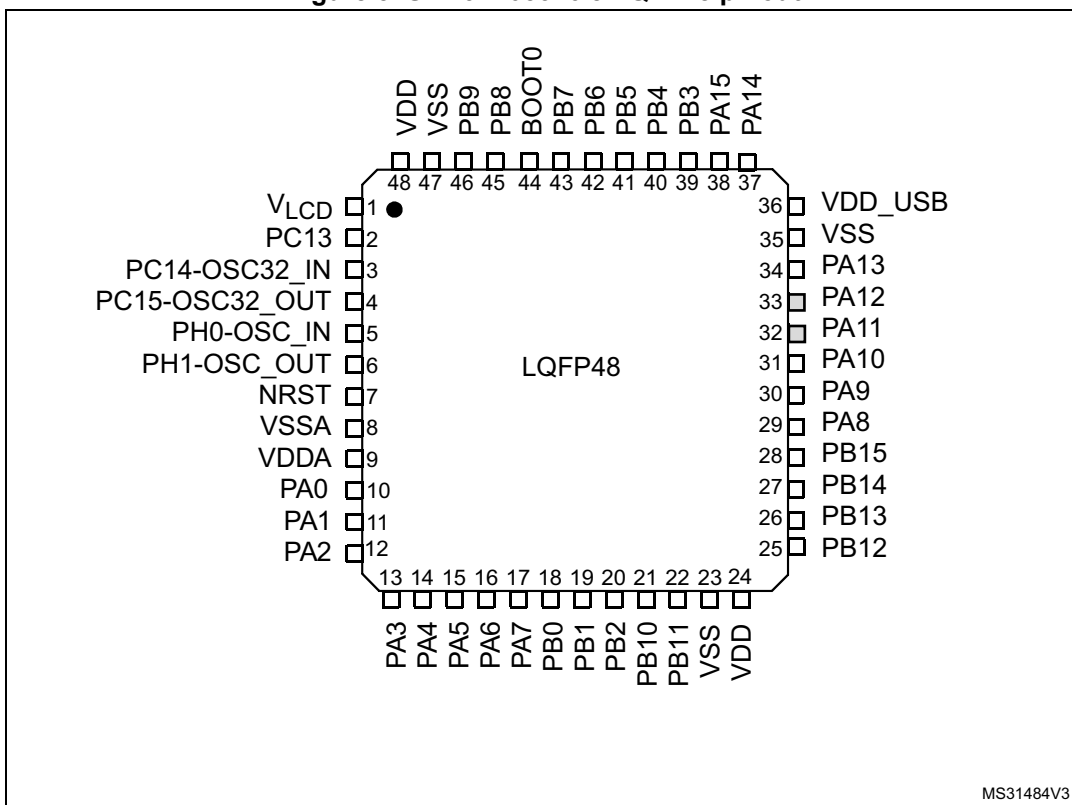 VDD
VSS
PB9
PB8
BOOT0
PB7
PB6
PB5
PB4
PB3
PA15
PA14
48 47 46 45 44 43 42 41 40 39 38 37
VLCD 1
PC13 2
PC14-OSC32_IN 3
PC15-OSC32_OUT 4
PH0-OSC_IN 5
PH1-OSC_OUT 6
NRST 7
VSSA 8
VDDA 9
PA0 10
PA1 11
PA2 12
LQFP48
36 VDD_USB
35 VSS
34 PA13
33 PA12
32 PA11
31 PA10
30 PA9
29 PA8
28 PB15
27 PB14
26 PB13
25 PB12
13 14 15 16 17 18 19 20 21 22 23 24
PA3
PA4
PA5
PA6
PA7
PB0
PB1
PB2
PB10
PB11
VSS
VDD
MS31484V3